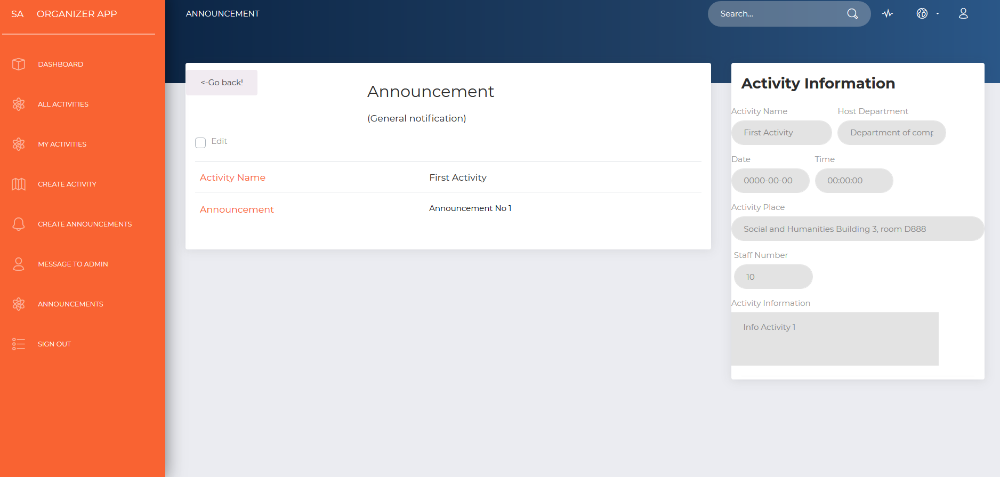 SA ORGANIZER APP
DASHBOARD
ALL ACTIVITIES
MY ACTIVITIES
CREATE ACTIVITY
CREATE ANNOUNCEMENTS
MESSAGE TO ADMIN
ANNOUNCEMENTS
SIGN OUT
ANNOUNCEMENT
Search...
<-Go back!
Announcement
(General notification)
Edit
Activity Name First Activity
Announcement Announcement No 1
Activity Information
Activity Name Host Department
First Activity Department of comp
Date Time
0000-00-00 00:00:00
Activity Place
Social and Humanities Building 3, room D888
Staff Number
10
Activity Information
Info Activity 1